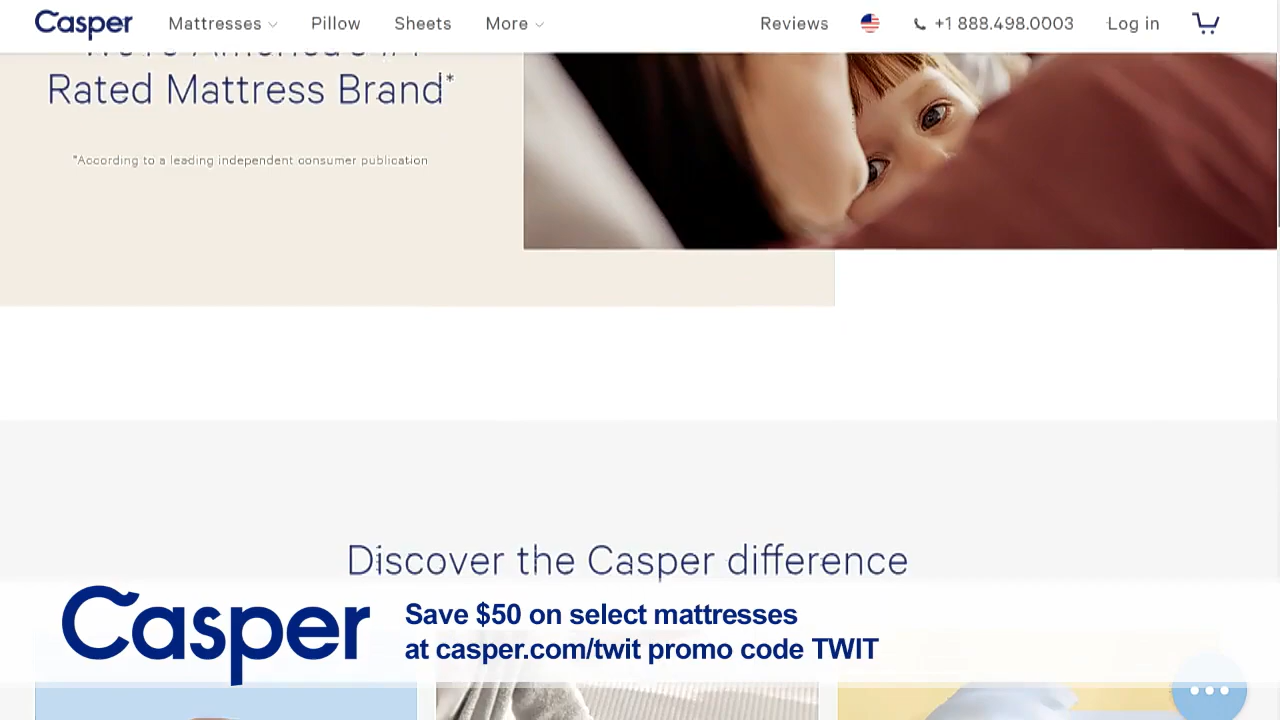 Casper Mattresses Pillow Sheets More Reviews +1 888.498.0003 Log in
Rated Mattress Brand*
*According to a leading independent consumer publication
Discover the Casper difference
Casper
Save $50 on select mattresses
at casper.com/twit promo code TWIT